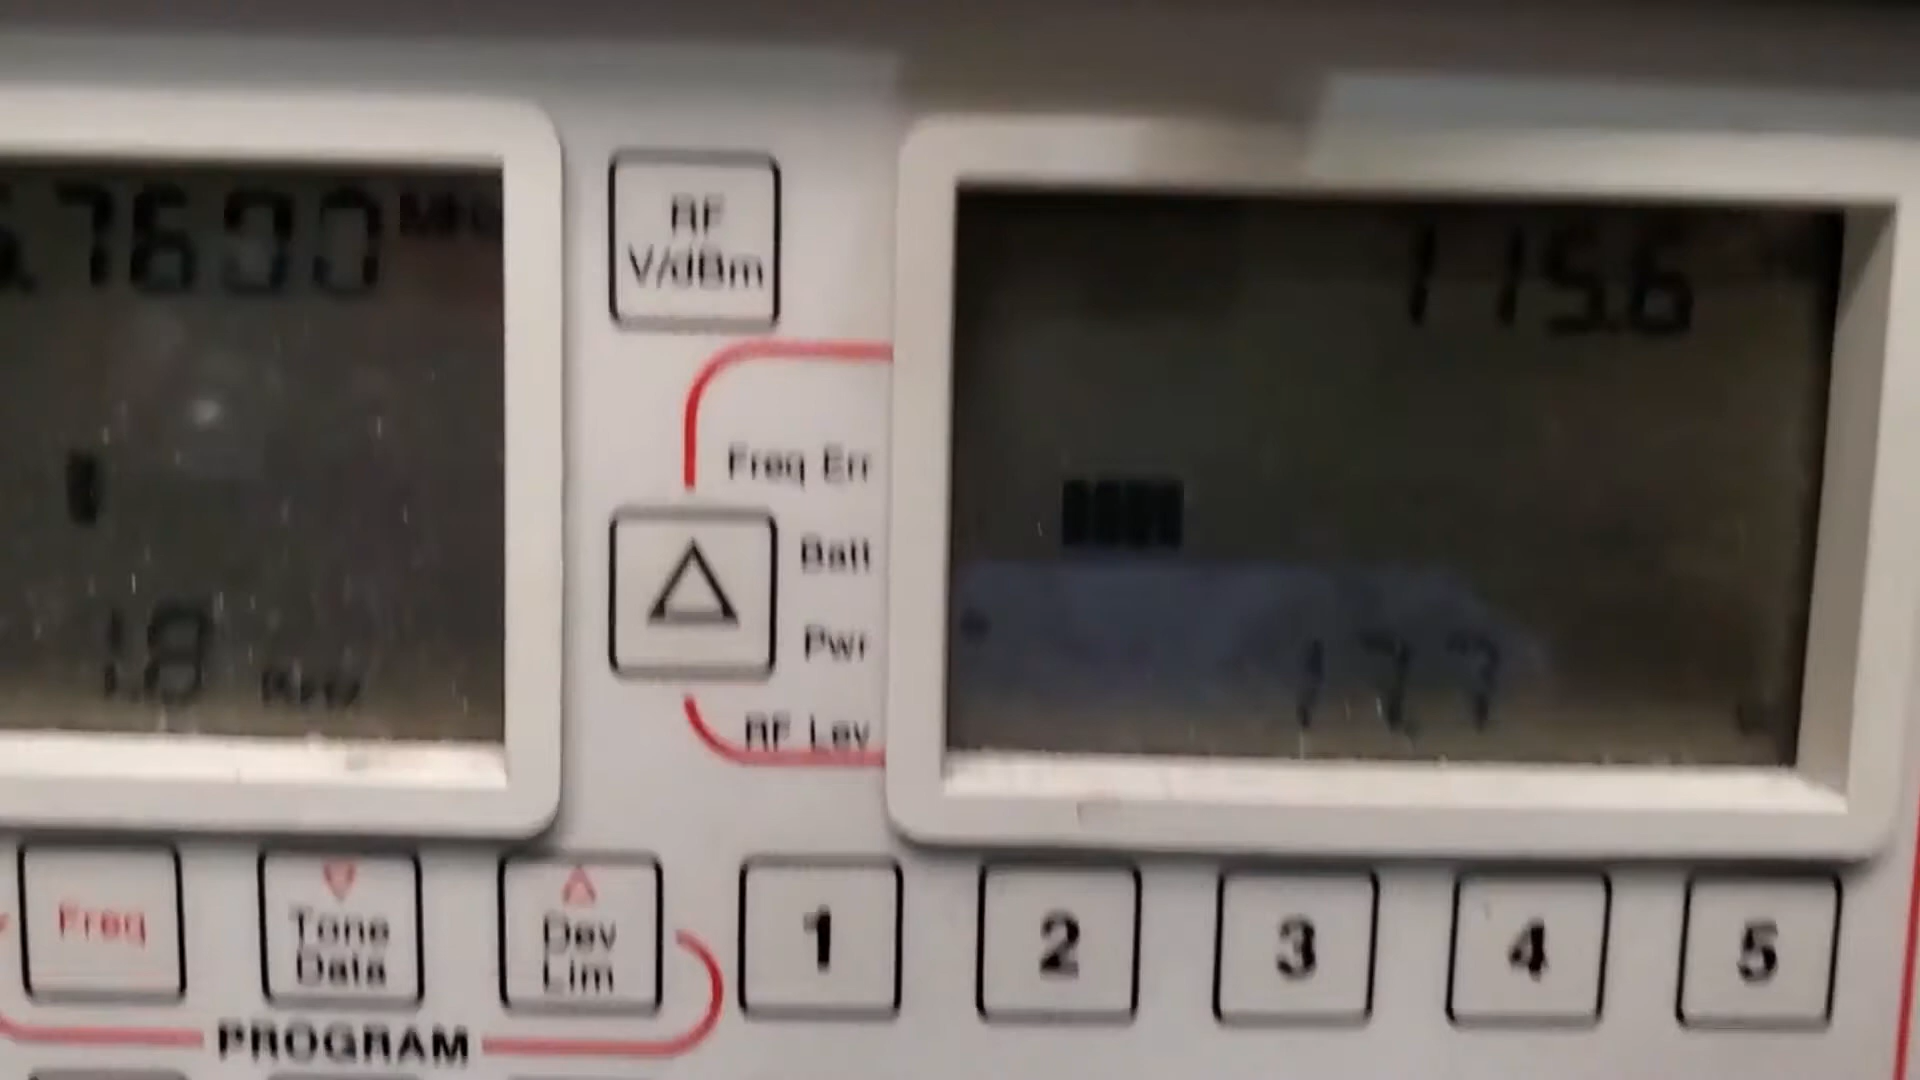 .7600 MHz
1.8 KHz
RF
V/dBm
Freq Err
Batt
Pwr
RF Lev
115.6
17.7
Freq
Tone
Data
Dev
Lim
1
2
3
4
5
PROGRAM